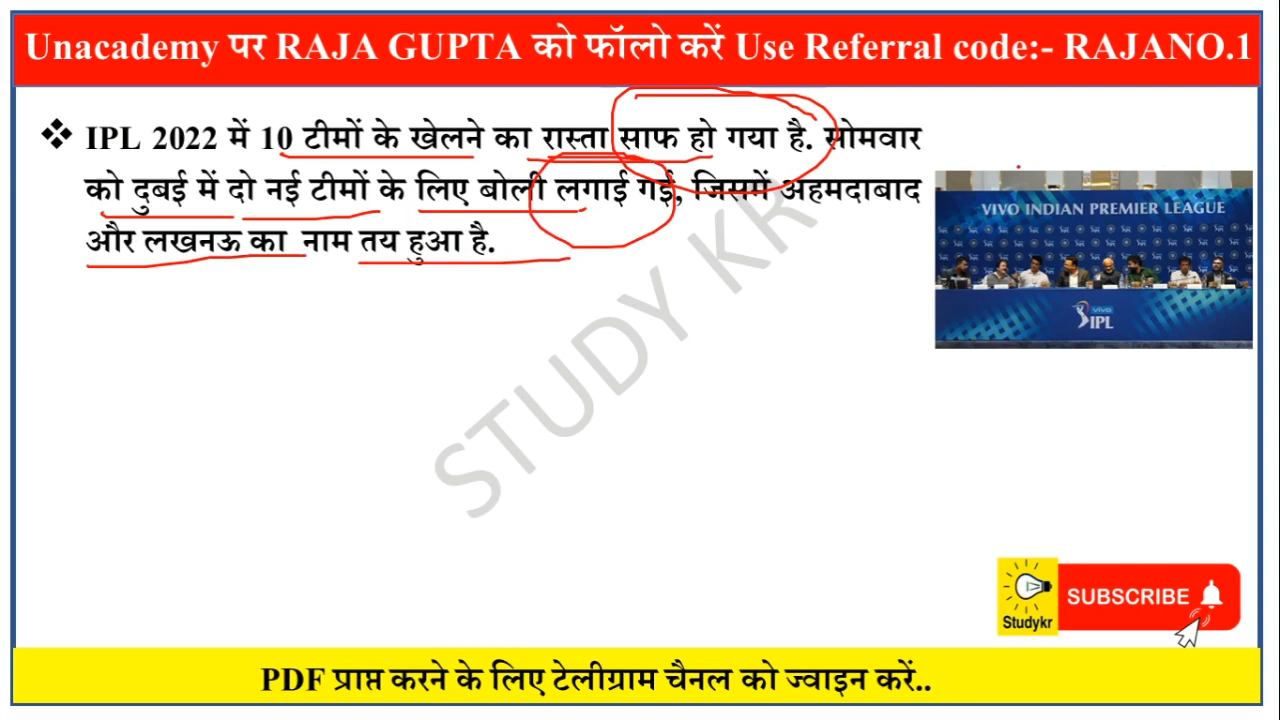 Unacademy पर RAJA GUPTA को फॉलो करें Use Referral code:- RAJANO.1
❖ IPL 2022 में 10 टीमों के खेलने का रास्ता साफ हो गया है. सोमवार
को दुबई में दो नई टीमों के लिए बोली लगाई गई, जिसमें अहमदाबाद
और लखनऊ का नाम तय हुआ है.
VIVO INDIAN PREMIER LEAGUE
vivo
IPL
STUDY KR
SUBSCRIBE
Studykr
PDF प्राप्त करने के लिए टेलीग्राम चैनल को ज्वाइन करें..